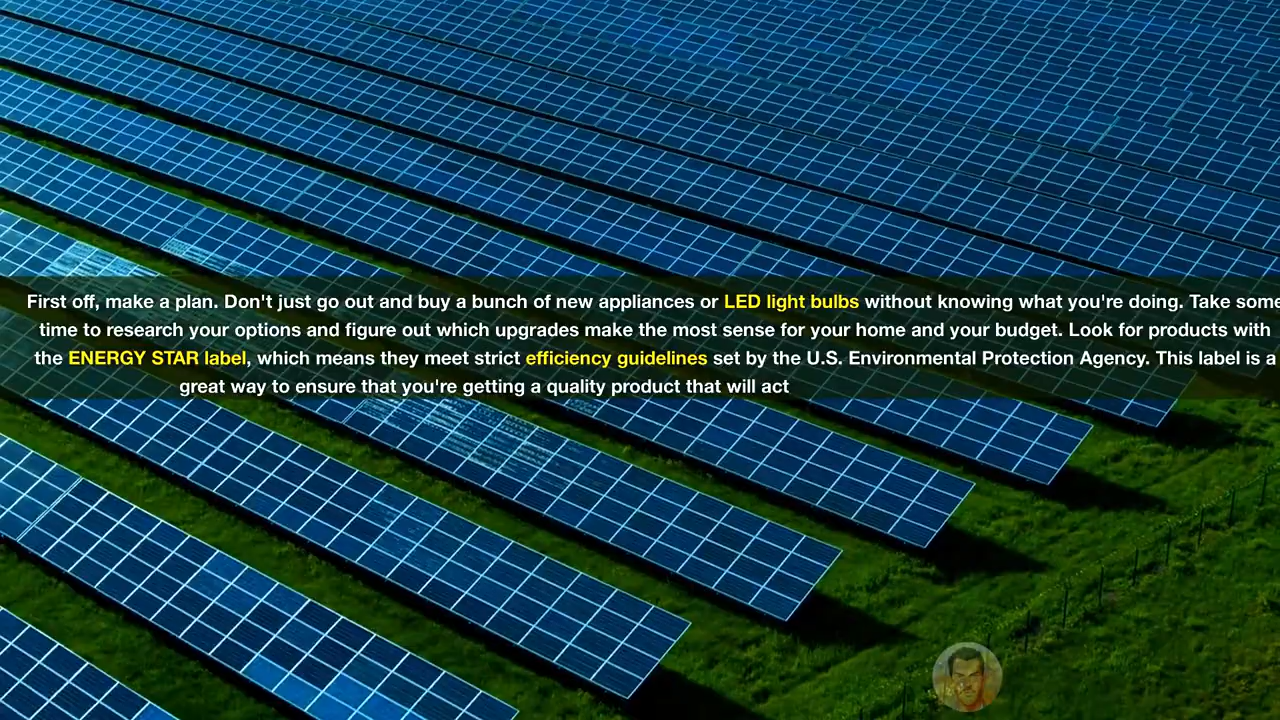 First off, make a plan. Don't just go out and buy a bunch of new appliances or LED light bulbs without knowing what you're doing. Take some
time to research your options and figure out which upgrades make the most sense for your home and your budget. Look for products with
the ENERGY STAR label, which means they meet strict efficiency guidelines set by the U.S. Environmental Protection Agency. This label is a
great way to ensure that you're getting a quality product that will act